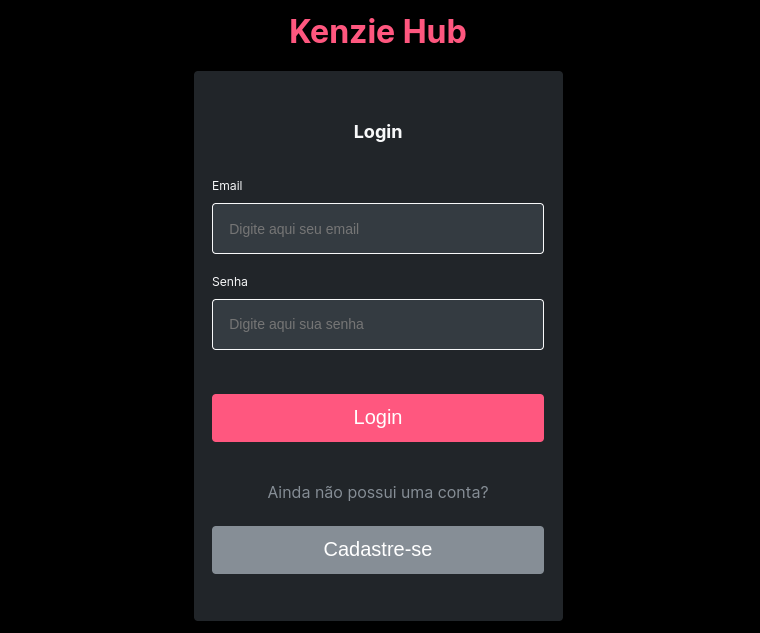 Kenzie Hub
Login
Email
Digite aqui seu email
Senha
Digite aqui sua senha
Login
Ainda não possui uma conta?
Cadastre-se